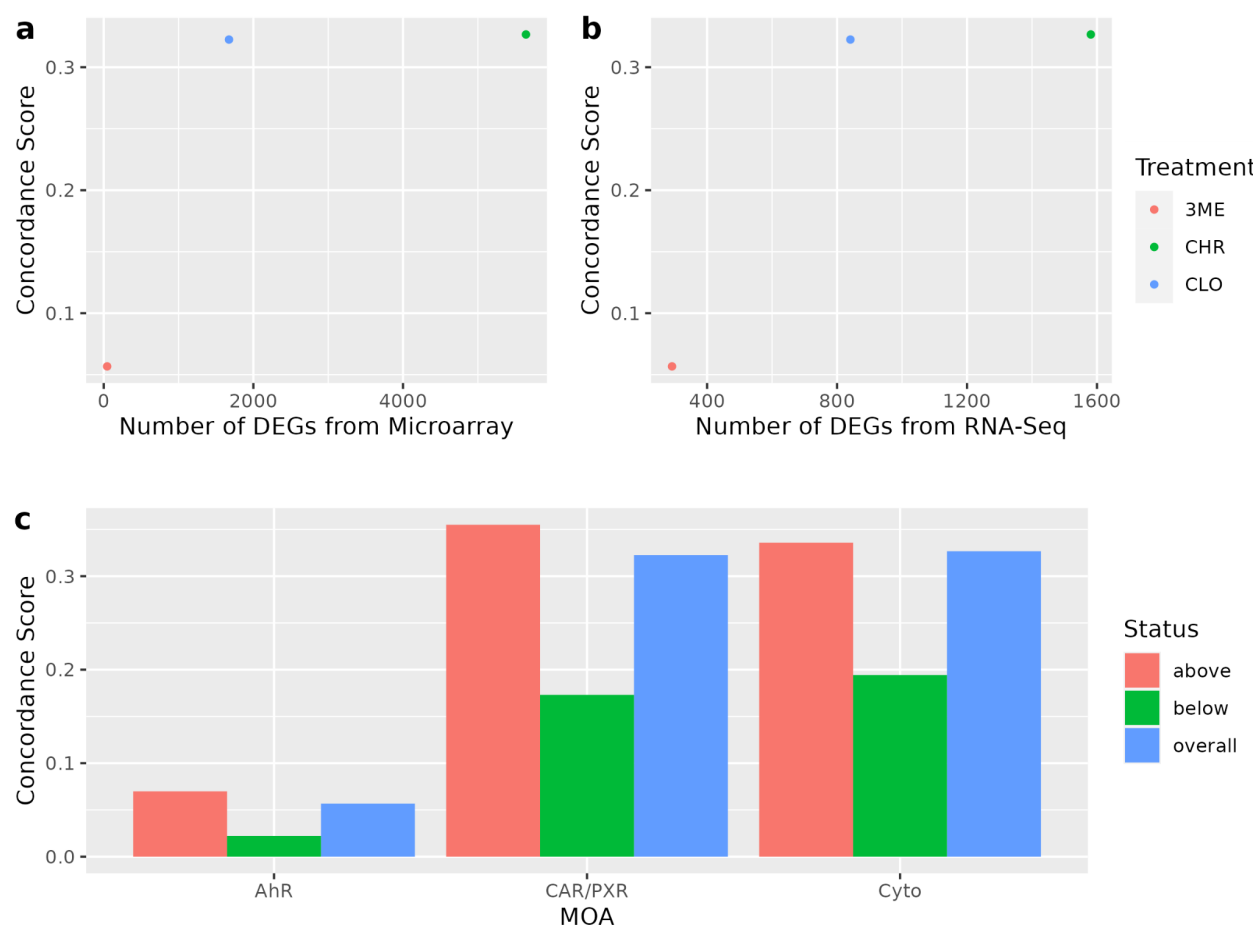 a
b
Concordance Score
0.3
0.2
0.1
0
2000
4000
Number of DEGs from Microarray
Concordance Score
0.3
0.2
0.1
400
800
1200
1600
Number of DEGs from RNA-Seq
Treatment
3ME
CHR
CLO
c
Concordance Score
0.3
0.2
0.1
0.0
AhR
CAR/PXR
Cyto
MOA
Status
above
below
overall